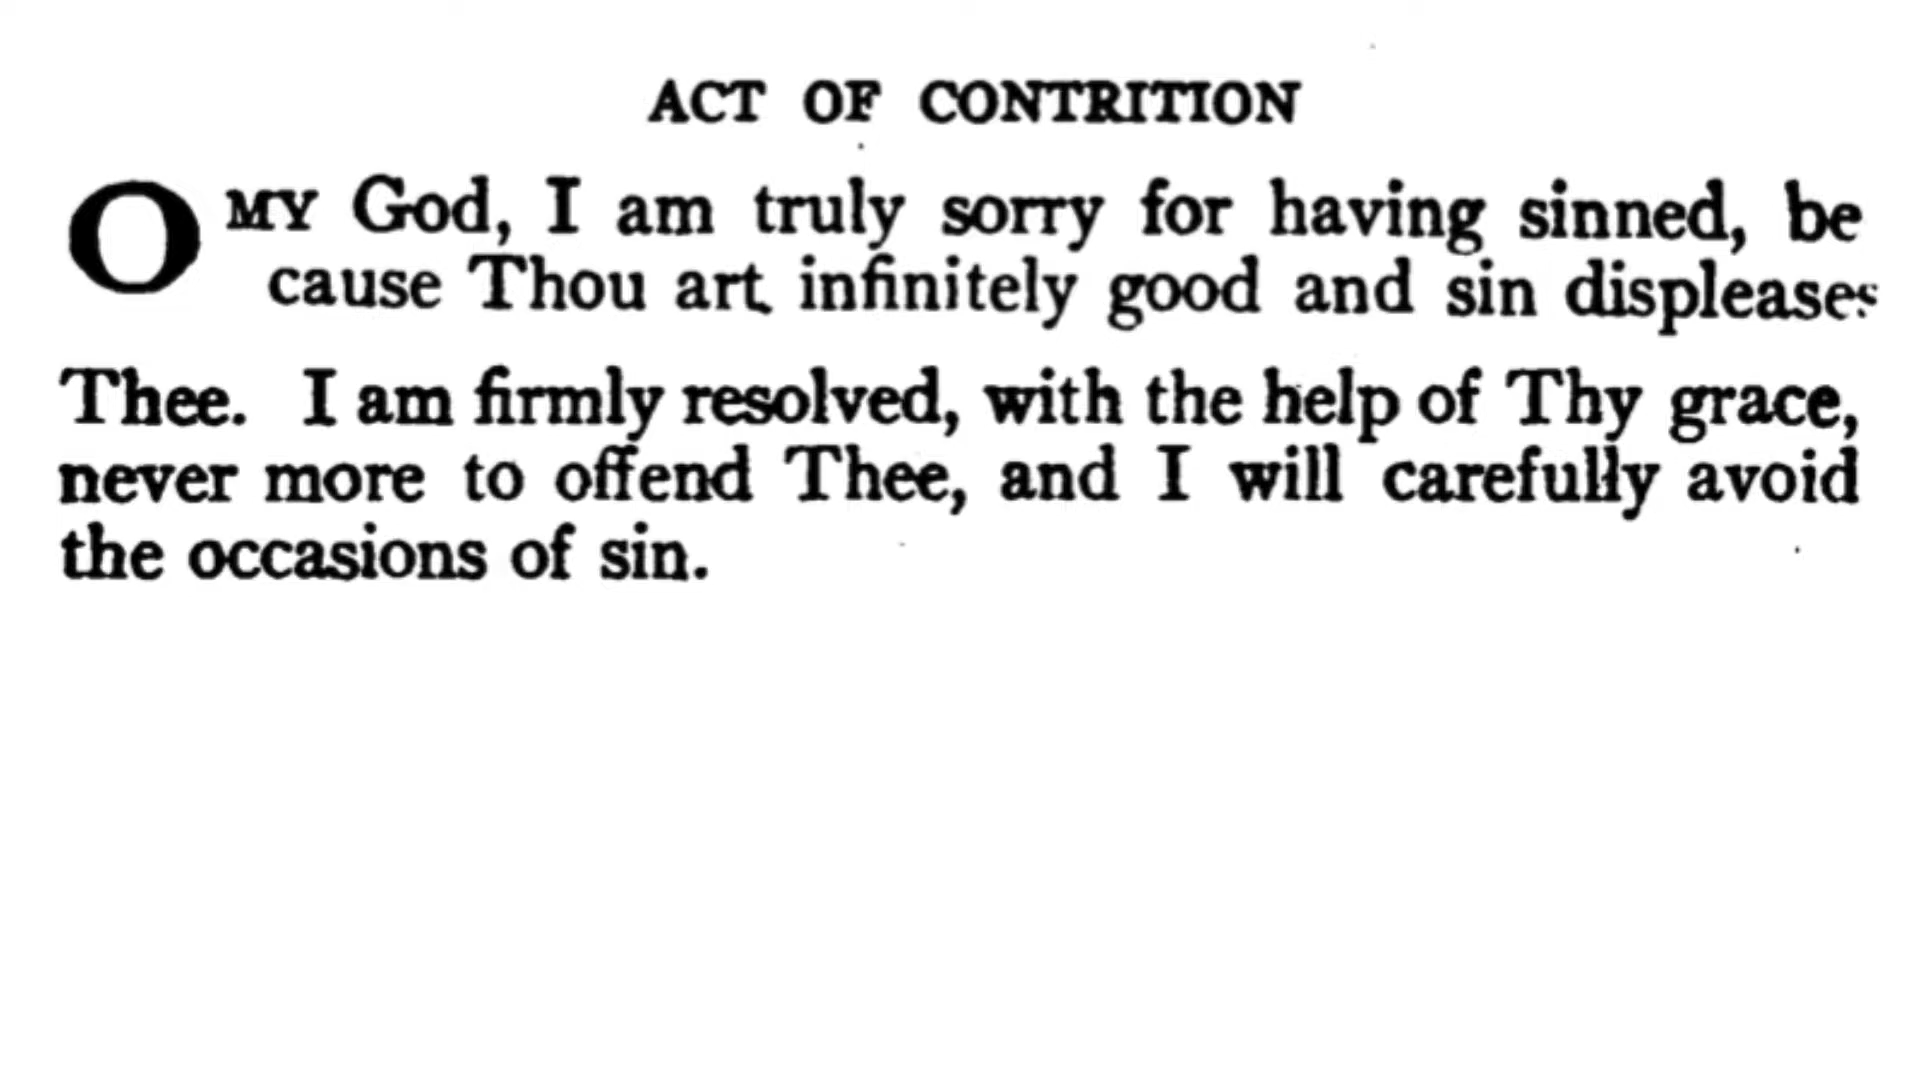 ACT OF CONTRITION
O MY God, I am truly sorry for having sinned, be
cause Thou art infinitely good and sin displeases
Thee. I am firmly resolved, with the help of Thy grace,
never more to offend Thee, and I will carefully avoid
the occasions of sin.